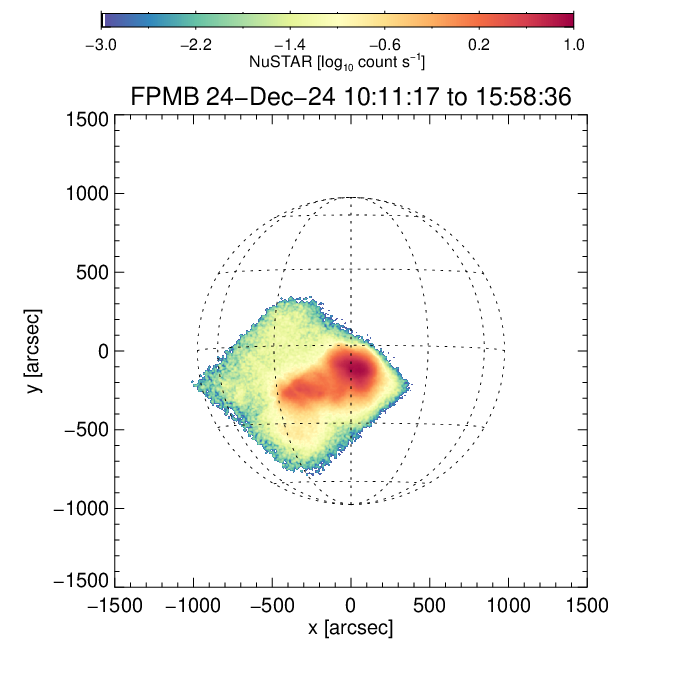 −3.0 −2.2 −1.4 −0.6 0.2 1.0
NuSTAR [log₁₀ count s⁻¹]
FPMB 24−Dec−24 10:11:17 to 15:58:36
1500
1000
500
0
−500
−1000
−1500
y [arcsec]
−1500 −1000 −500 0 500 1000 1500
x [arcsec]